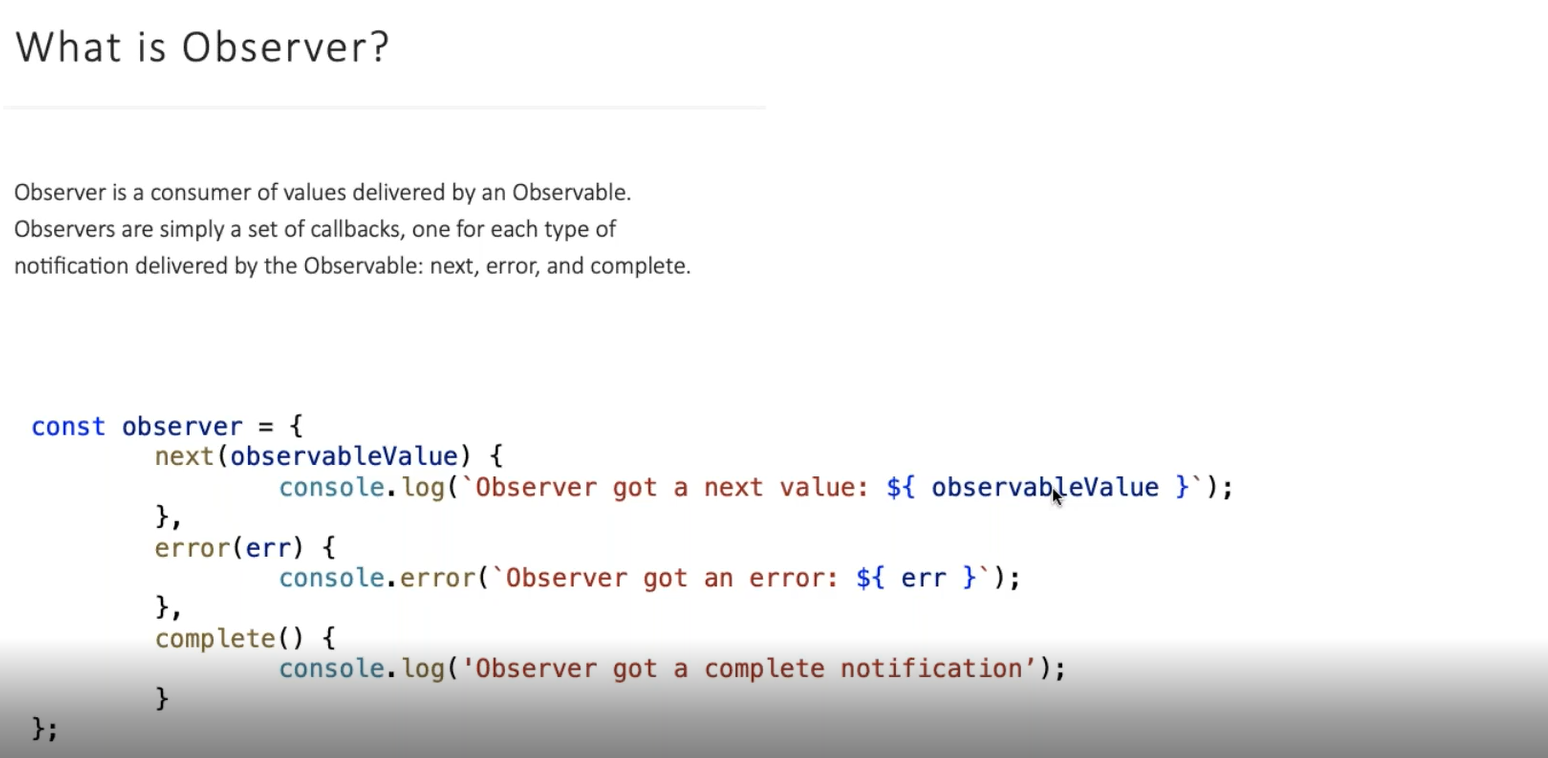 What is Observer?
Observer is a consumer of values delivered by an Observable.
Observers are simply a set of callbacks, one for each type of
notification delivered by the Observable: next, error, and complete.
const observer = {
        next(observableValue) {
                console.log(`Observer got a next value: ${ observableValue }`);
        },
        error(err) {
                console.error(`Observer got an error: ${ err }`);
        },
        complete() {
                console.log('Observer got a complete notification’);
        }
};